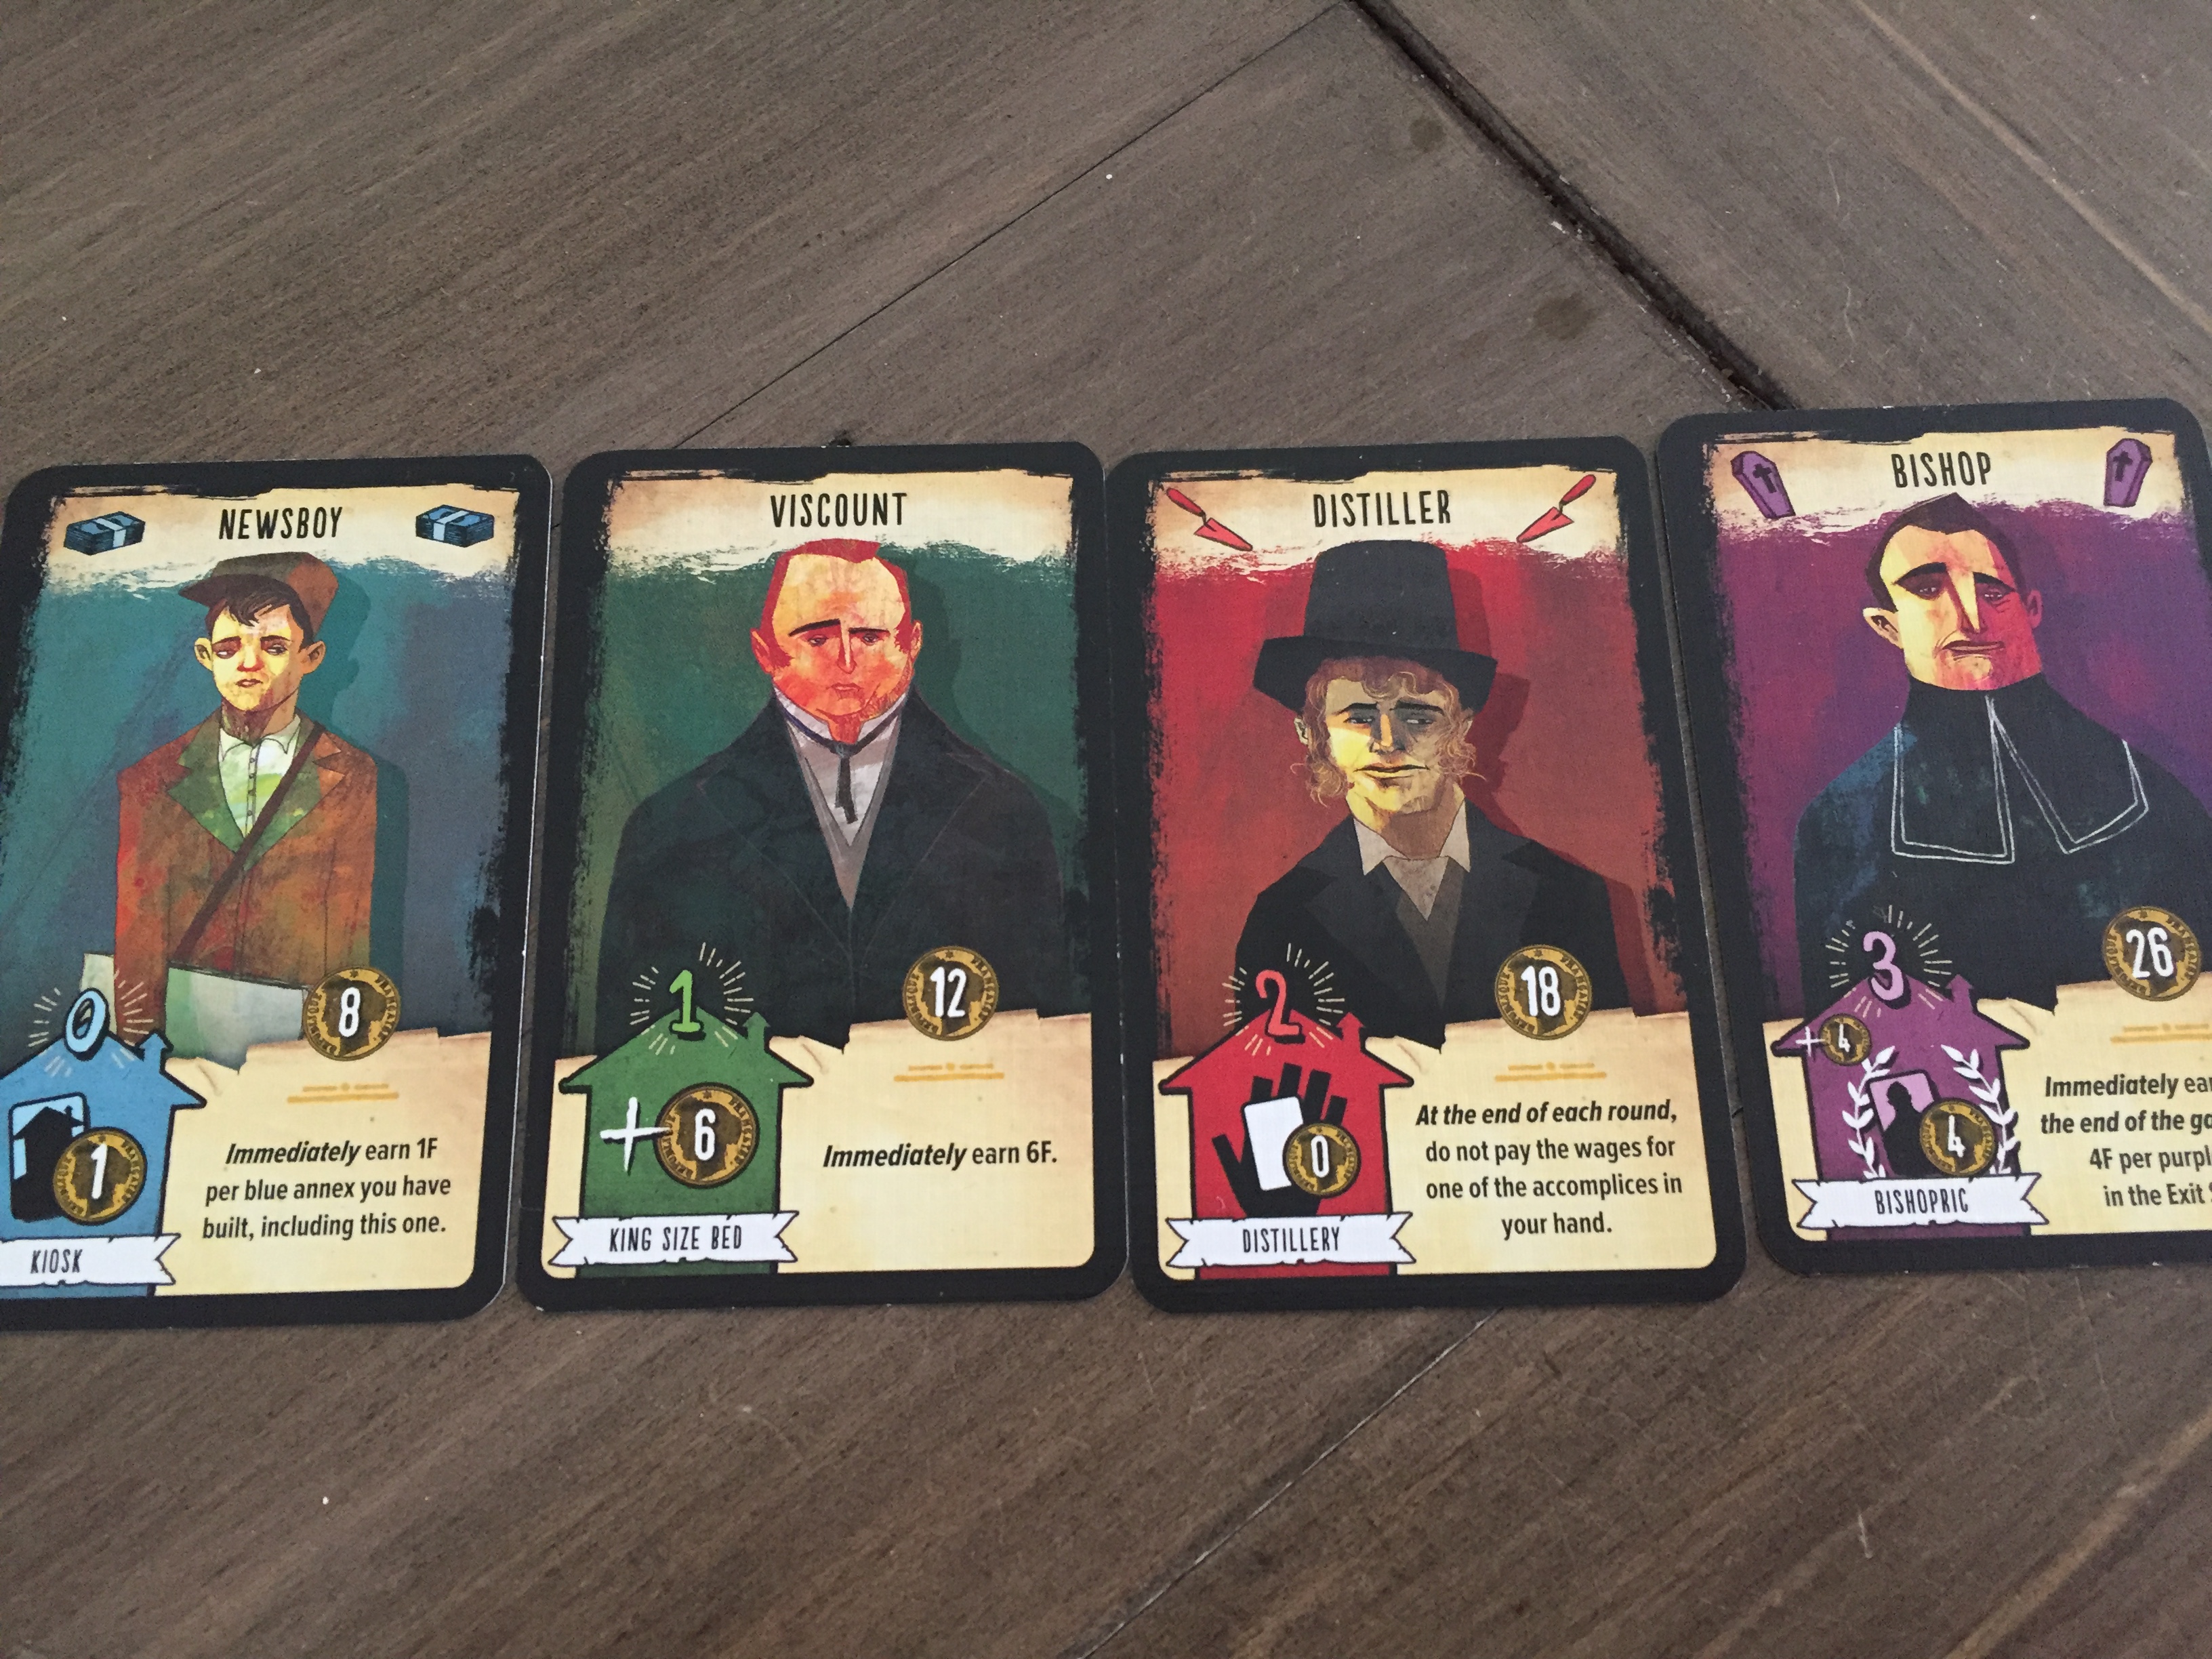 NEWSBOY
8
0
1
Immediately earn 1F
per blue annex you have
built, including this one.
KIOSK
VISCOUNT
12
1
+6
Immediately earn 6F.
KING SIZE BED
DISTILLER
18
2
0
At the end of each round,
do not pay the wages for
one of the accomplices in
your hand.
DISTILLERY
BISHOP
26
3
+4
4
Immediately
the end of the
4F per
in the Exit
BISHOPRIC